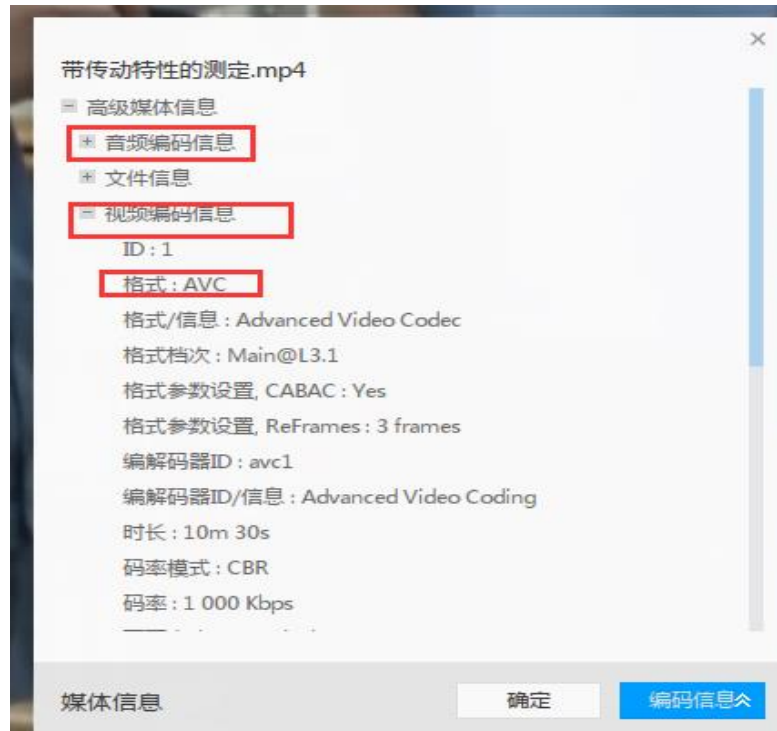 带传动特性的测定.mp4
高级媒体信息
音频编码信息
文件信息
视频编码信息
ID : 1
格式 : AVC
格式/信息 : Advanced Video Codec
格式档次 : Main@L3.1
格式参数设置, CABAC : Yes
格式参数设置, ReFrames : 3 frames
编解码器ID : avc1
编解码器ID/信息 : Advanced Video Coding
时长 : 10m 30s
码率模式 : CBR
码率 : 1 000 Kbps
媒体信息
确定
编码信息